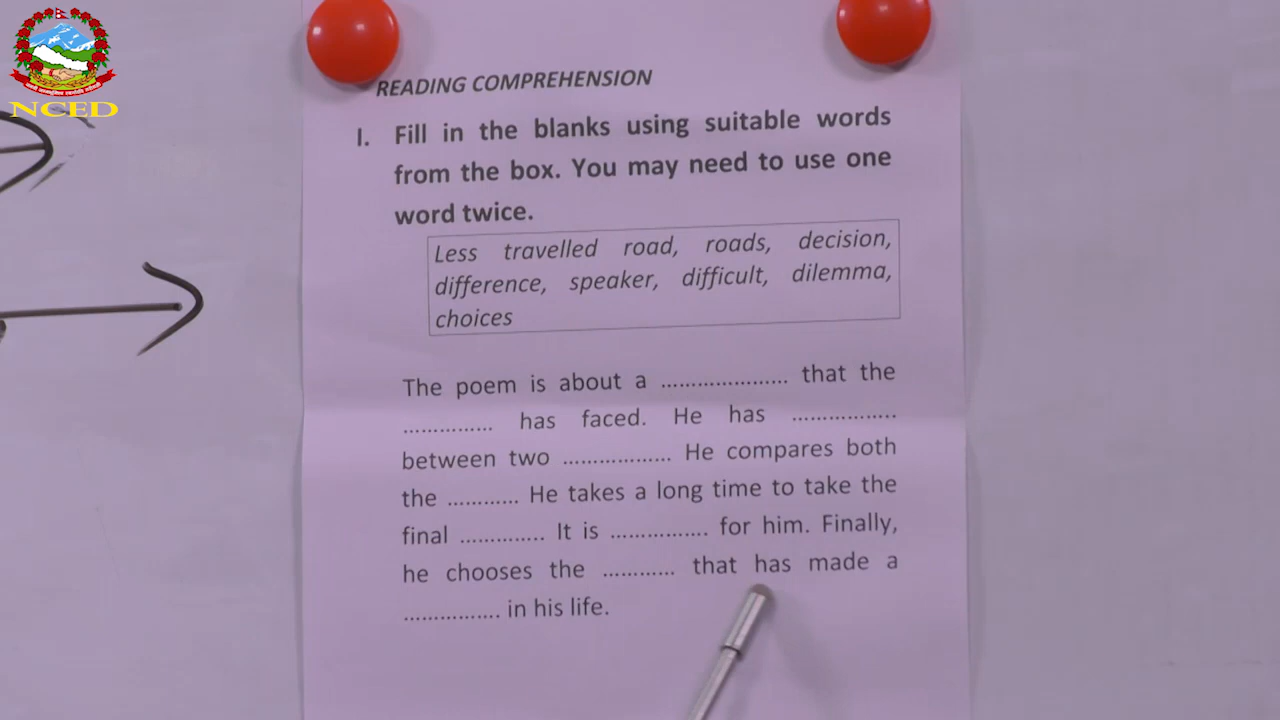 NCED
READING COMPREHENSION
I. Fill in the blanks using suitable words
from the box. You may need to use one
word twice.
Less travelled road, roads, decision,
difference, speaker, difficult, dilemma,
choices
The poem is about a ..................... that the
............... has faced. He has .................
between two .................. He compares both
the ............ He takes a long time to take the
final .............. It is ................ for him. Finally,
he chooses the ............ that has made a
................ in his life.